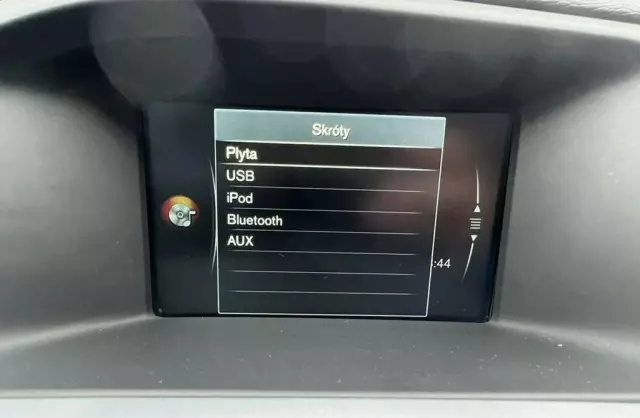 Skróty
Płyta
USB
iPod
Bluetooth
AUX
:44